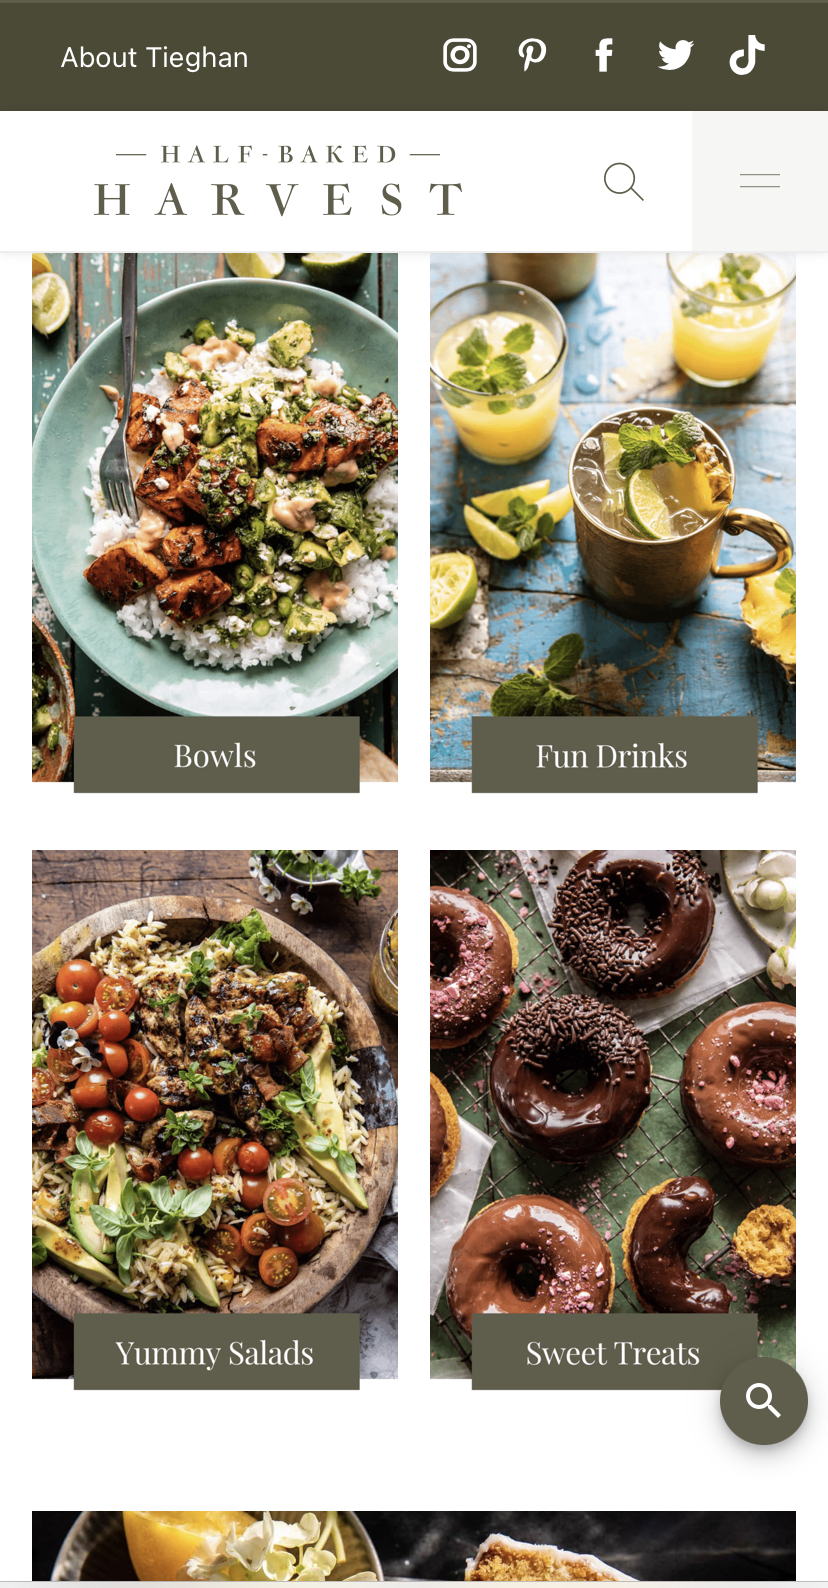 About Tieghan
HALF-BAKED
HARVEST
Bowls
Fun Drinks
Yummy Salads
Sweet Treats